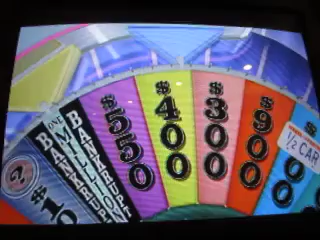 $10
BANKRUPT
ONE MILLION
BANKRUPT
$550
$400
$300
$900
½ CAR